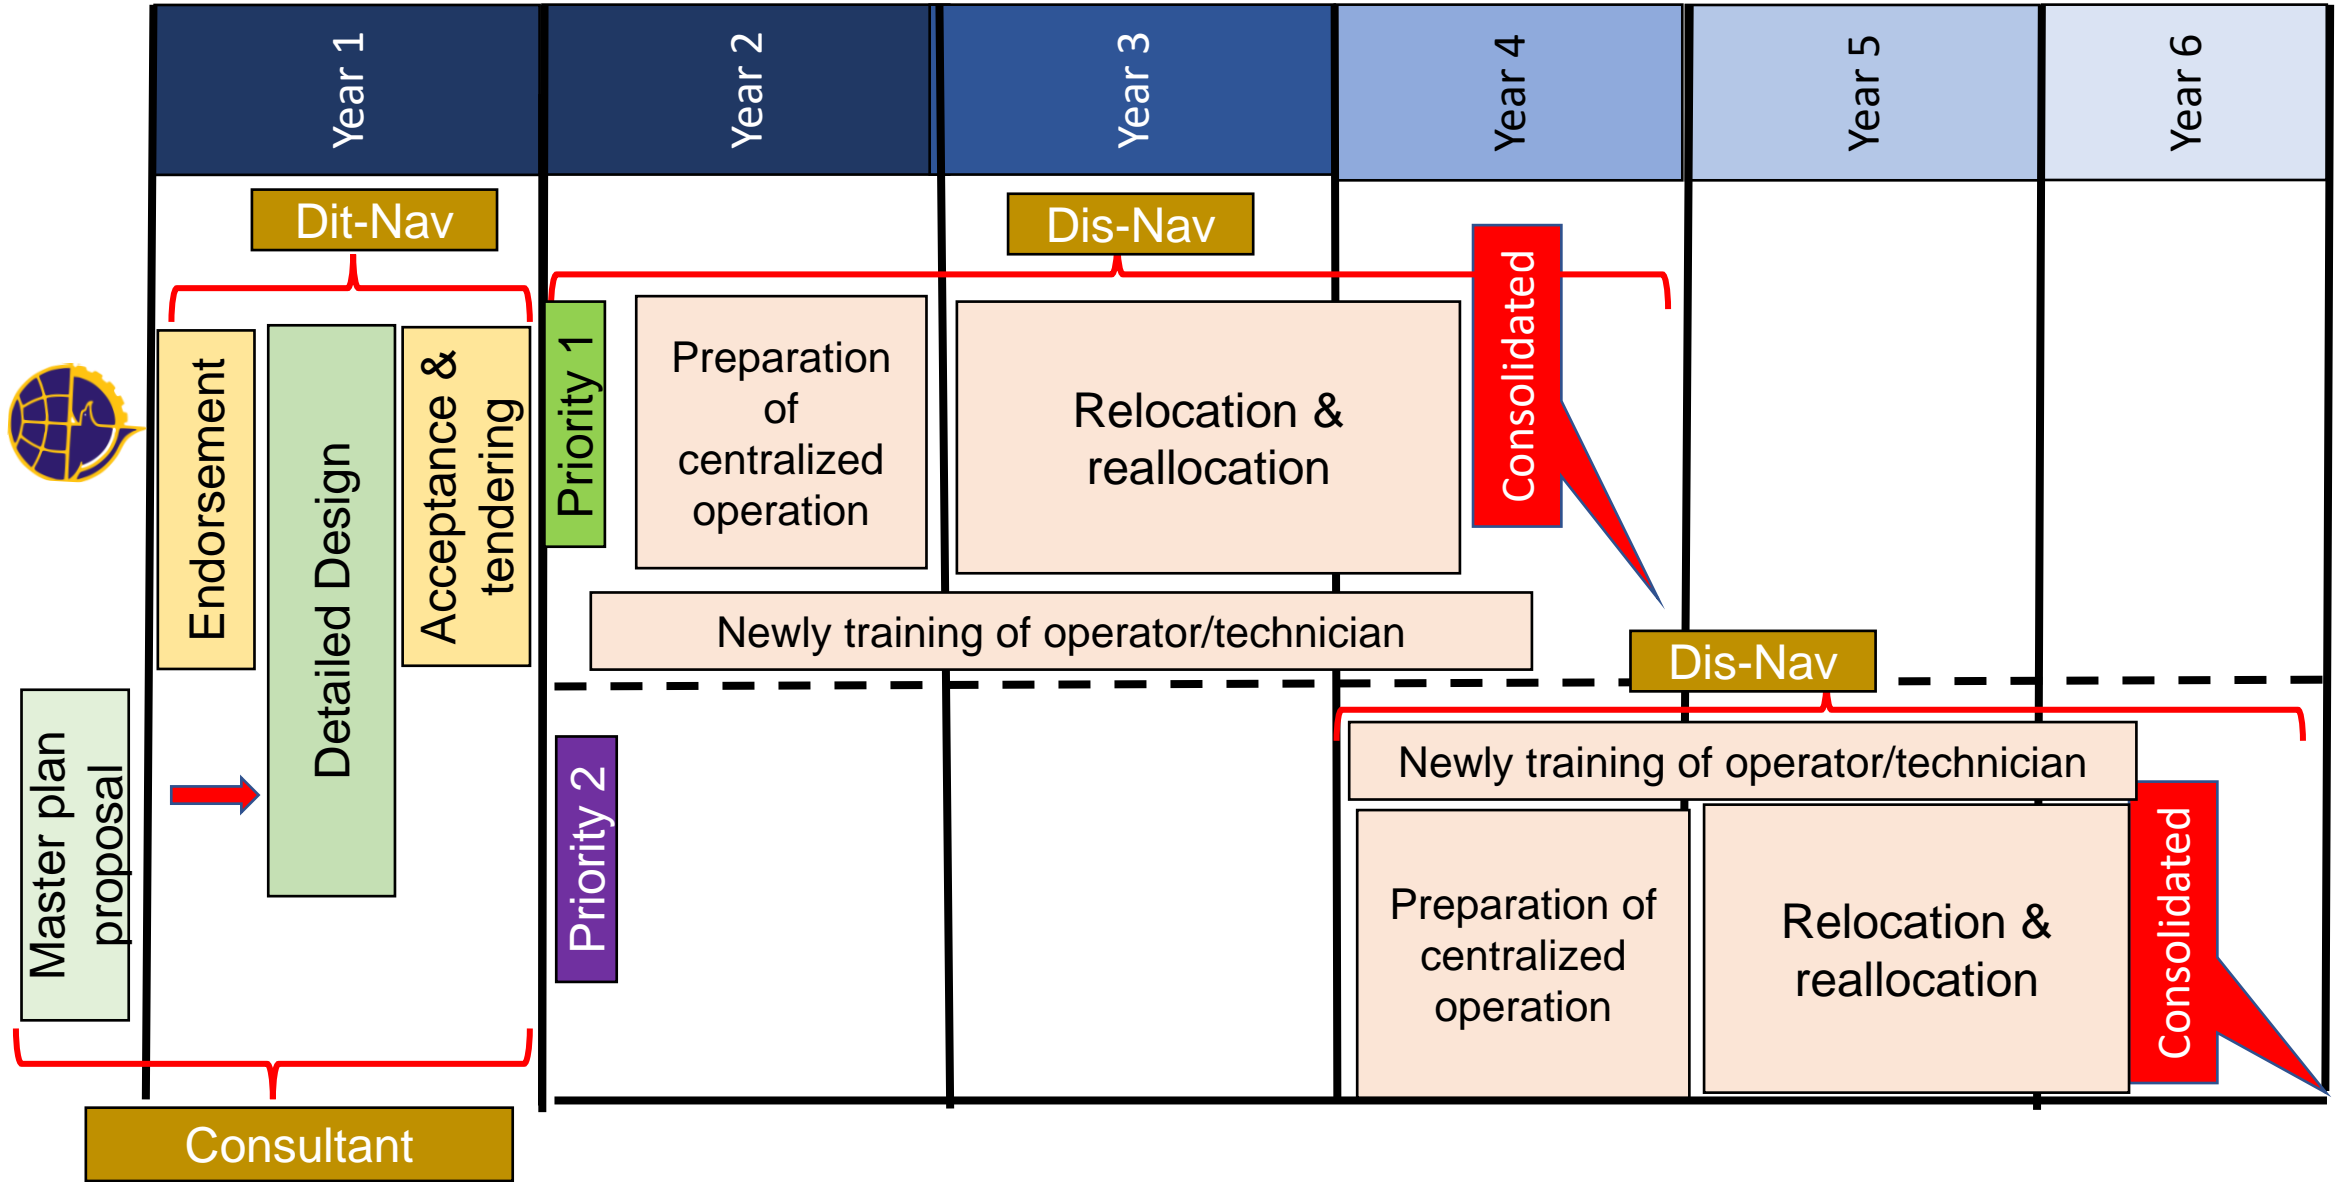 Year 1
Year 2
Year 3
Year 4
Year 5
Year 6
Dit-Nav
Dis-Nav
Endorsement
Detailed Design
Acceptance &
tendering
Priority 1
Preparation
of
centralized
operation
Relocation &
reallocation
Consolidated
Newly training of operator/technician
Dis-Nav
Master plan
proposal
Priority 2
Newly training of operator/technician
Preparation of
centralized
operation
Relocation &
reallocation
Consolidated
Consultant